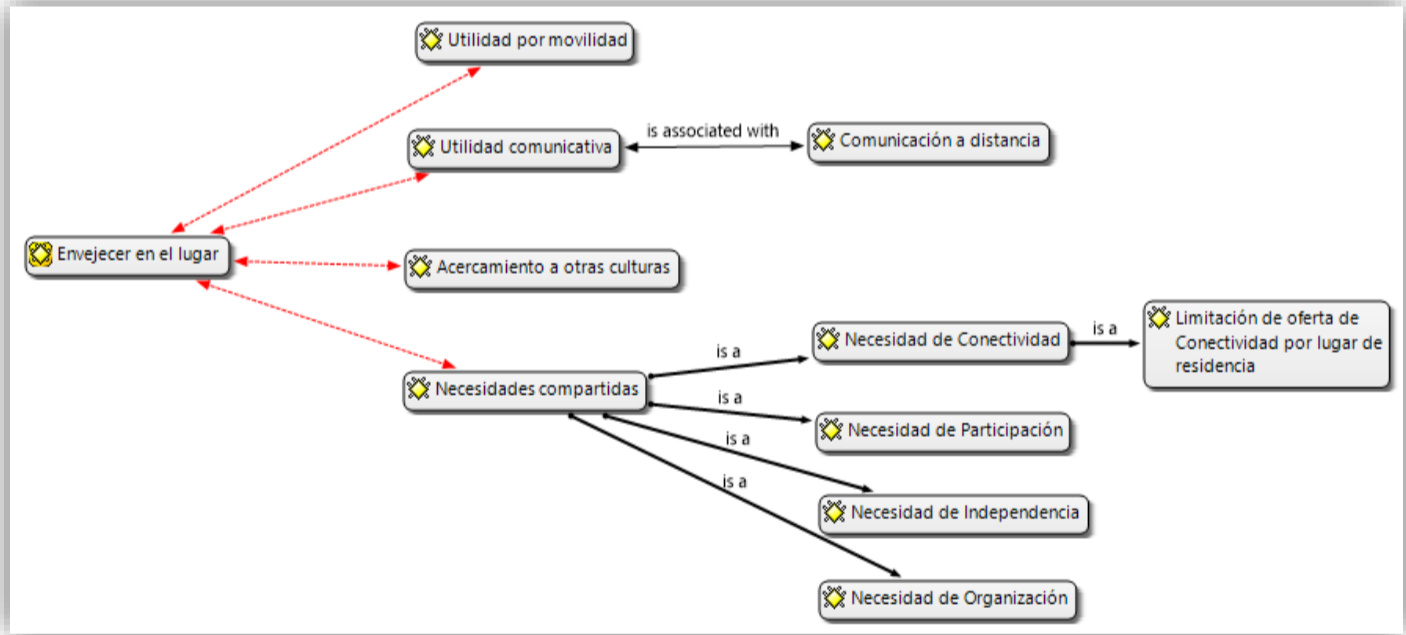 Utilidad por movilidad
Utilidad comunicativa
is associated with
Comunicación a distancia
Envejecer en el lugar
Acercamiento a otras culturas
Necesidades compartidas
is a
Necesidad de Conectividad
is a
Limitación de oferta de
Conectividad por lugar de
residencia
is a
Necesidad de Participación
is a
Necesidad de Independencia
is a
Necesidad de Organización